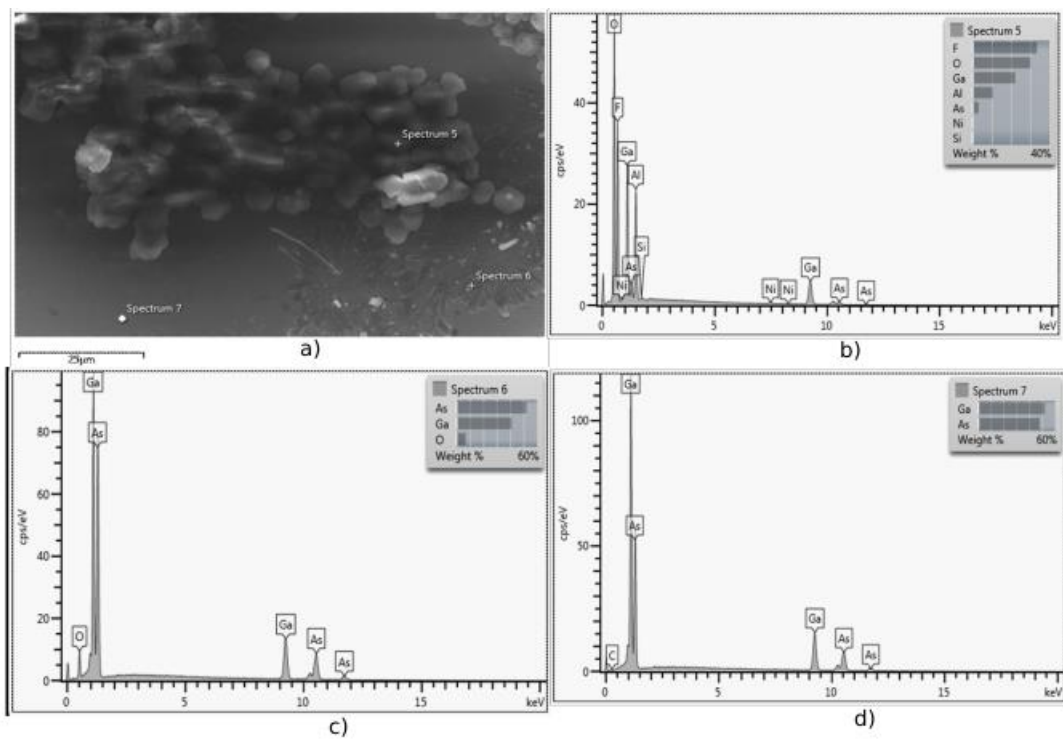 Spectrum 5
Spectrum 6
Spectrum 7
a)
25μm
O
F
Ga
Al
Si
As
Ni
Ni
Ni
Ga
As
As
40
20
0
cps/eV
0
5
10
15
keV
Spectrum 5
F
O
Ga
Al
As
Ni
Si
Weight %
40%
b)
Ga
As
O
Ga
As
As
80
60
40
20
0
cps/eV
0
5
10
15
keV
Spectrum 6
As
Ga
O
Weight %
60%
c)
Ga
As
C
Ga
As
As
100
50
0
cps/eV
0
5
10
15
keV
Spectrum 7
Ga
As
Weight %
60%
d)